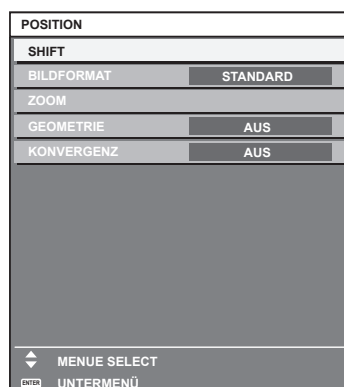 POSITION
SHIFT
BILDFORMAT STANDARD
ZOOM
GEOMETRIE AUS
KONVERGENZ AUS
MENUE SELECT
ENTER UNTERMENÜ